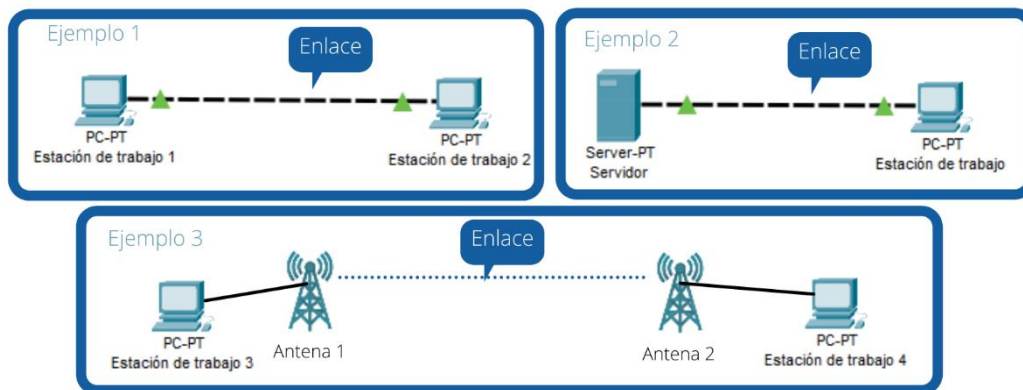 Ejemplo 1
Enlace
PC-PT
Estación de trabajo 1
PC-PT
Estación de trabajo 2
Ejemplo 2
Enlace
Server-PT
Servidor
PC-PT
Estación de trabajo
Ejemplo 3
Enlace
PC-PT
Estación de trabajo 3
Antena 1
Antena 2
PC-PT
Estación de trabajo 4